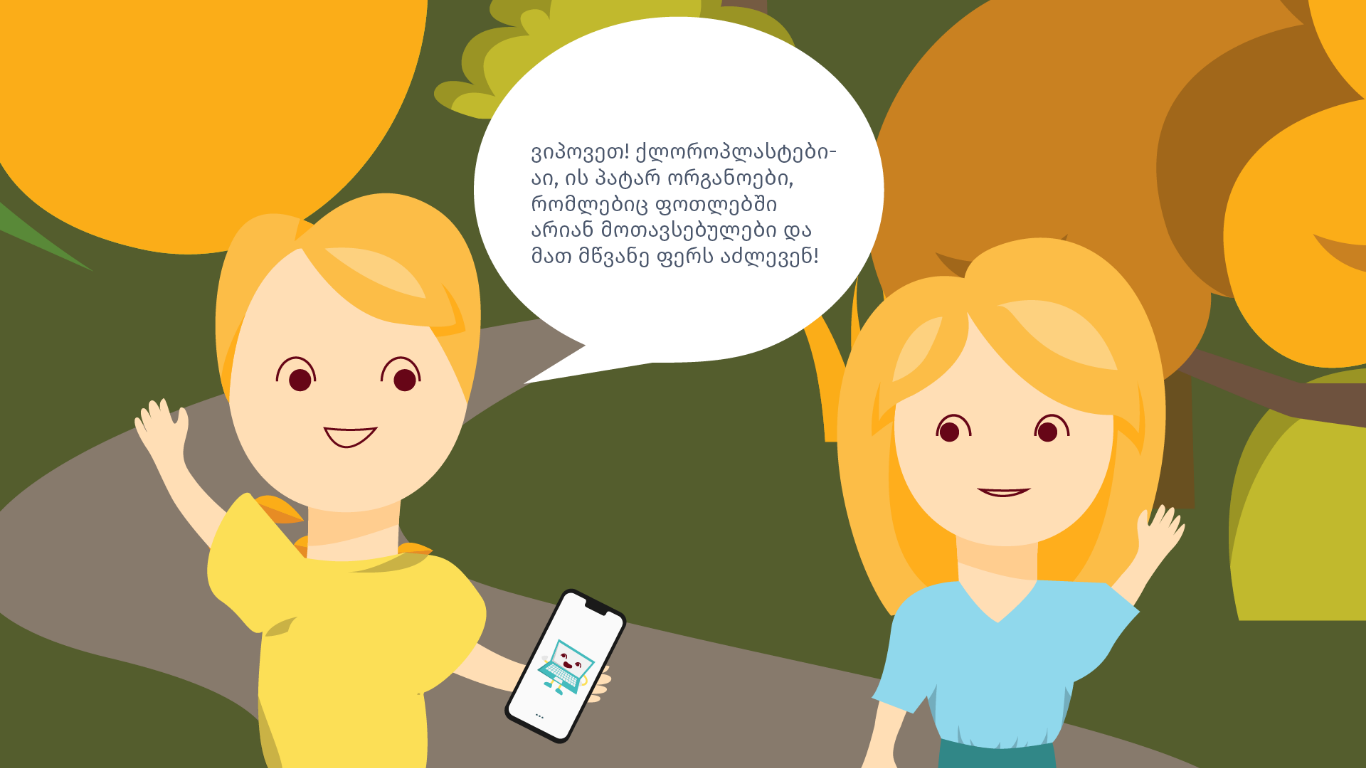 ვიპოვეთ! ქლოროპლასტები-
აი, ის პატარ ორგანოები,
რომლებიც ფოთლებში
არიან მოთავსებულები და
მათ მწვანე ფერს აძლევენ!